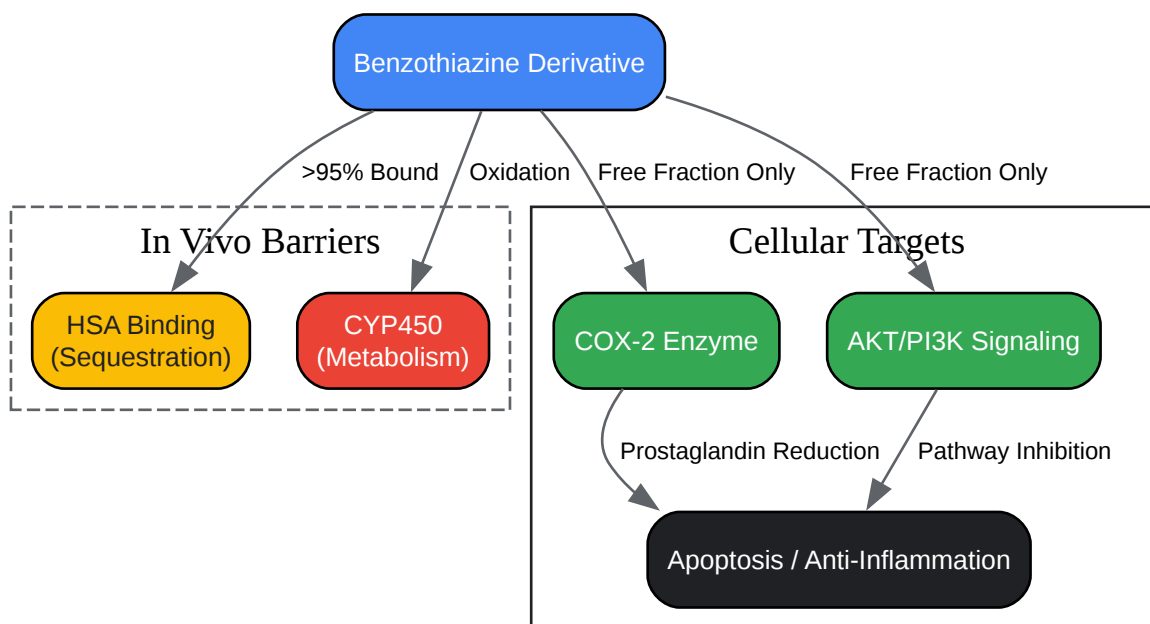 Benzothiazine Derivative
>95% Bound
Oxidation
Free Fraction Only
Free Fraction Only
In Vivo Barriers
Cellular Targets
HSA Binding
(Sequestration)
CYP450
(Metabolism)
COX-2 Enzyme
AKT/PI3K Signaling
Prostaglandin Reduction
Pathway Inhibition
Apoptosis / Anti-Inflammation